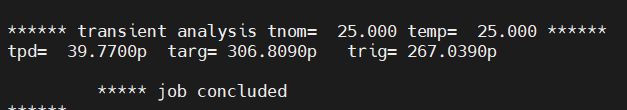 ****** transient analysis tnom=  25.000 temp=  25.000 ******
tpd=  39.7700p  targ= 306.8090p   trig= 267.0390p
***** job concluded
******